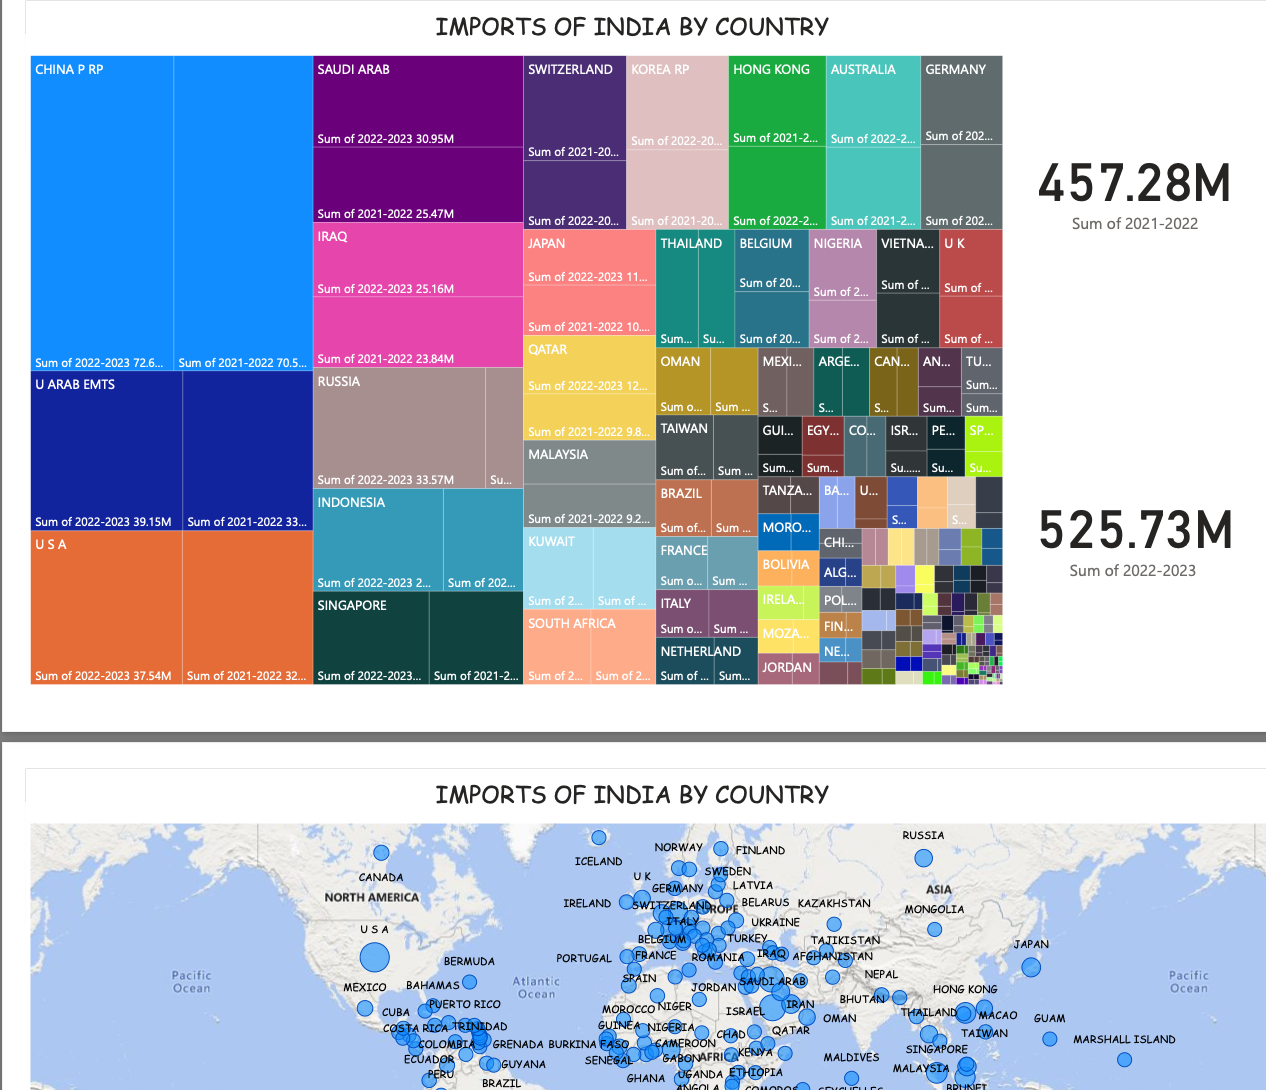 IMPORTS OF INDIA BY COUNTRY
CHINA P RP
Sum of 2022-2023 72.6...
Sum of 2021-2022 70.5...
U ARAB EMTS
Sum of 2022-2023 39.15M
Sum of 2021-2022 33...
U S A
Sum of 2022-2023 37.54M
Sum of 2021-2022 32...
SAUDI ARAB
Sum of 2022-2023 30.95M
Sum of 2021-2022 25.47M
IRAQ
Sum of 2022-2023 25.16M
Sum of 2021-2022 23.84M
RUSSIA
Sum of 2022-2023 33.57M
Su...
INDONESIA
Sum of 2022-2023 2...
Sum of 202...
SINGAPORE
Sum of 2022-2023...
Sum of 2021-2...
SWITZERLAND
Sum of 2021-20...
Sum of 2022-20...
KOREA RP
Sum of 2022-20...
Sum of 2021-20...
HONG KONG
Sum of 2021-2...
Sum of 2022-2...
AUSTRALIA
Sum of 2022-2...
Sum of 2021-2...
GERMANY
Sum of 202...
Sum of 202...
JAPAN
Sum of 2022-2023 11...
Sum of 2021-2022 10....
QATAR
Sum of 2022-2023 12...
Sum of 2021-2022 9.8...
MALAYSIA
Sum of 2021-2022 9.2...
KUWAIT
Sum of 2...
Sum of ...
SOUTH AFRICA
Sum of 2...
Sum of 2...
THAILAND
Sum...
Su...
BELGIUM
Sum of 20...
Sum of 20...
NIGERIA
Sum of 2...
Sum of 2...
VIETNA...
Sum of ...
Sum of ...
U K
Sum of ...
Sum of ...
OMAN
Sum o...
Sum ...
TAIWAN
Sum of...
Sum ...
BRAZIL
Sum of...
Sum ...
FRANCE
Sum o...
Sum ...
ITALY
Sum o...
Sum ...
NETHERLAND
Sum of ...
Sum...
MEXI...
S...
ARGE...
S...
CAN...
S...
AN...
Sum...
TU...
Sum...
Sum...
GUI...
Sum...
EGY...
Sum...
CO...
ISR...
Su......
PE...
Su...
SP...
Su...
TANZA...
BA...
U...
S...
S...
MORO...
CHI...
BOLIVIA
ALG...
IRELA...
POL...
MOZA...
FIN...
NE...
JORDAN
457.28M
Sum of 2021-2022
525.73M
Sum of 2022-2023
IMPORTS OF INDIA BY COUNTRY
RUSSIA
NORWAY
FINLAND
ICELAND
CANADA
SWEDEN
U K
GERMANY
LATVIA
ASIA
NORTH AMERICA
IRELAND
SWITZERLAND
BELARUS
KAZAKHSTAN
MONGOLIA
ITALY
UKRAINE
U S A
BELGIUM
TURKEY
TAJIKISTAN
JAPAN
PORTUGAL
FRANCE
ROMANIA
IRAQ
AFGHANISTAN
BERMUDA
Pacific
Ocean
Atlantic
Ocean
SPAIN
SAUDI ARAB
NEPAL
Pacific
Ocean
MEXICO
BAHAMAS
JORDAN
HONG KONG
CUBA
PUERTO RICO
MOROCCO
NIGER
ISRAEL
IRAN
BHUTAN
THAILAND
MACAO
GUAM
COSTA RICA
TRINIDAD
GUINEA
NIGERIA
CHAD
QATAR
OMAN
TAIWAN
MARSHALL ISLAND
COLOMBIA
GRENADA
BURKINA FASO
CAMEROON
KENYA
SINGAPORE
ECUADOR
GUYANA
SENEGAL
GABON
AFRICA
MALDIVES
MALAYSIA
PERU
BRAZIL
GHANA
UGANDA
ETHIOPIA
ANGOLA
COMOROS
SEYCHELLES
BRUNEI